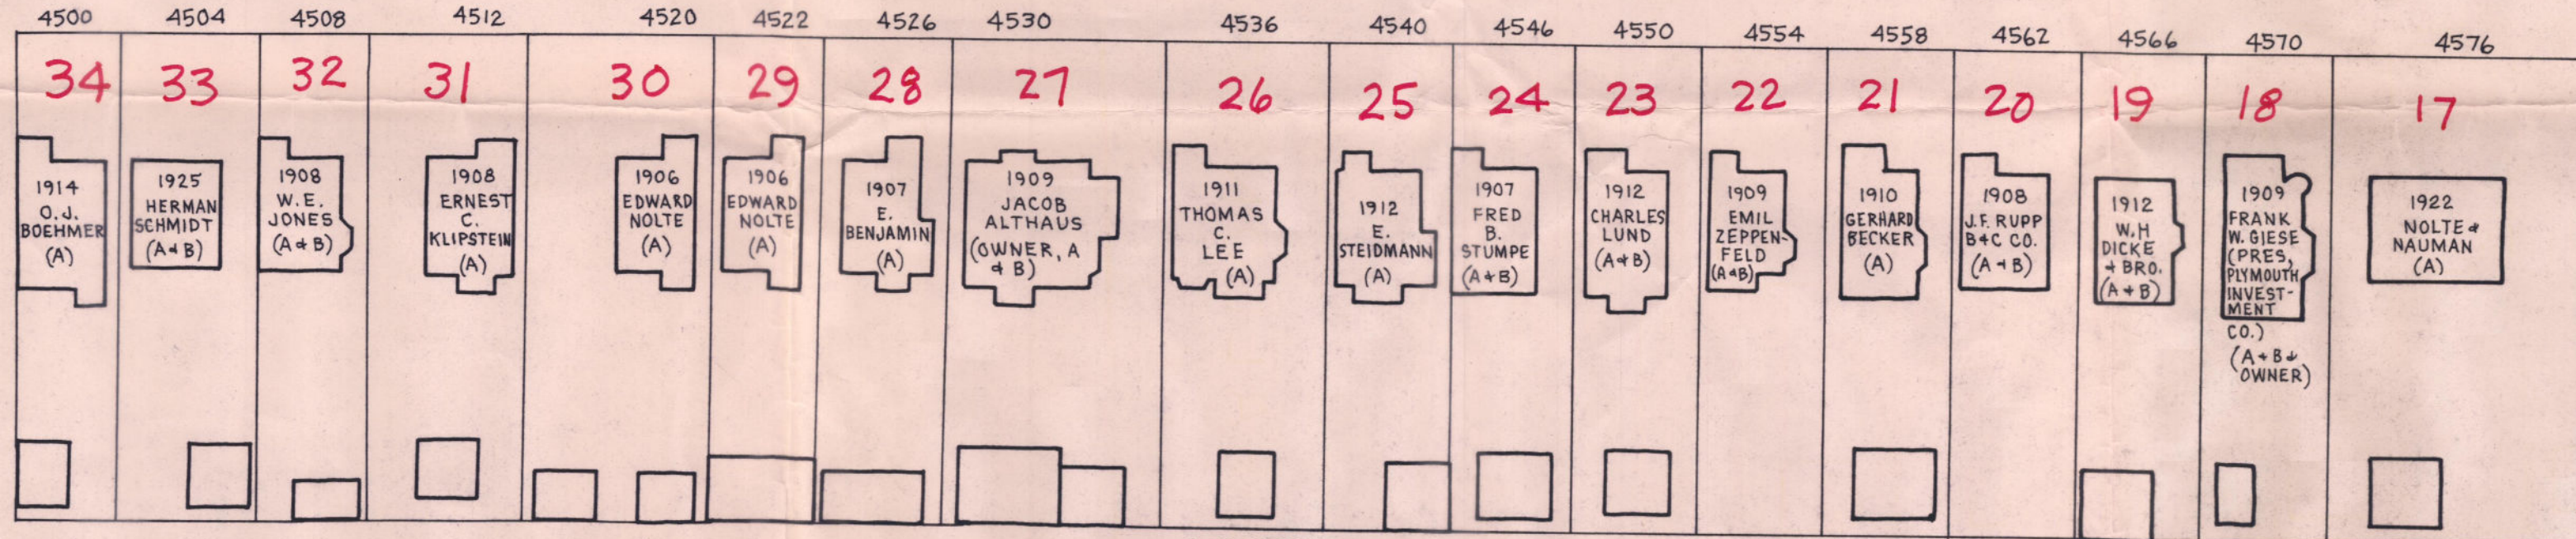 4500 4504 4508 4512 4520 4522 4526 4530 4536 4540 4546 4550 4554 4558 4562 4566 4570 4576
34 33 32 31 30 29 28 27 26 25 24 23 22 21 20 19 18 17
1914
O.J.
BOEHMER
(A)
1925
HERMAN
SCHMIDT
(A & B)
1908
W.E.
JONES
(A & B)
1908
ERNEST
C.
KLIPSTEIN
(A)
1906
EDWARD
NOLTE
(A)
1906
EDWARD
NOLTE
(A)
1907
E.
BENJAMIN
(A)
1909
JACOB
ALTHAUS
(OWNER, A
& B)
1911
THOMAS
C.
LEE
(A)
1912
E.
STEIDMANN
(A)
1907
FRED
B.
STUMPE
(A & B)
1912
CHARLES
LUND
(A & B)
1909
EMIL
ZEPPEN-
FELD
(A & B)
1910
GERHARD
BECKER
(A)
1908
J.F. RUPP
B & C CO.
(A & B)
1912
W.H
DICKE
& BRO.
(A & B)
1909
FRANK
W. GIESE
(PRES,
PLYMOUTH
INVEST-
MENT
CO.)
(A & B &
OWNER)
1922
NOLTE &
NAUMAN
(A)